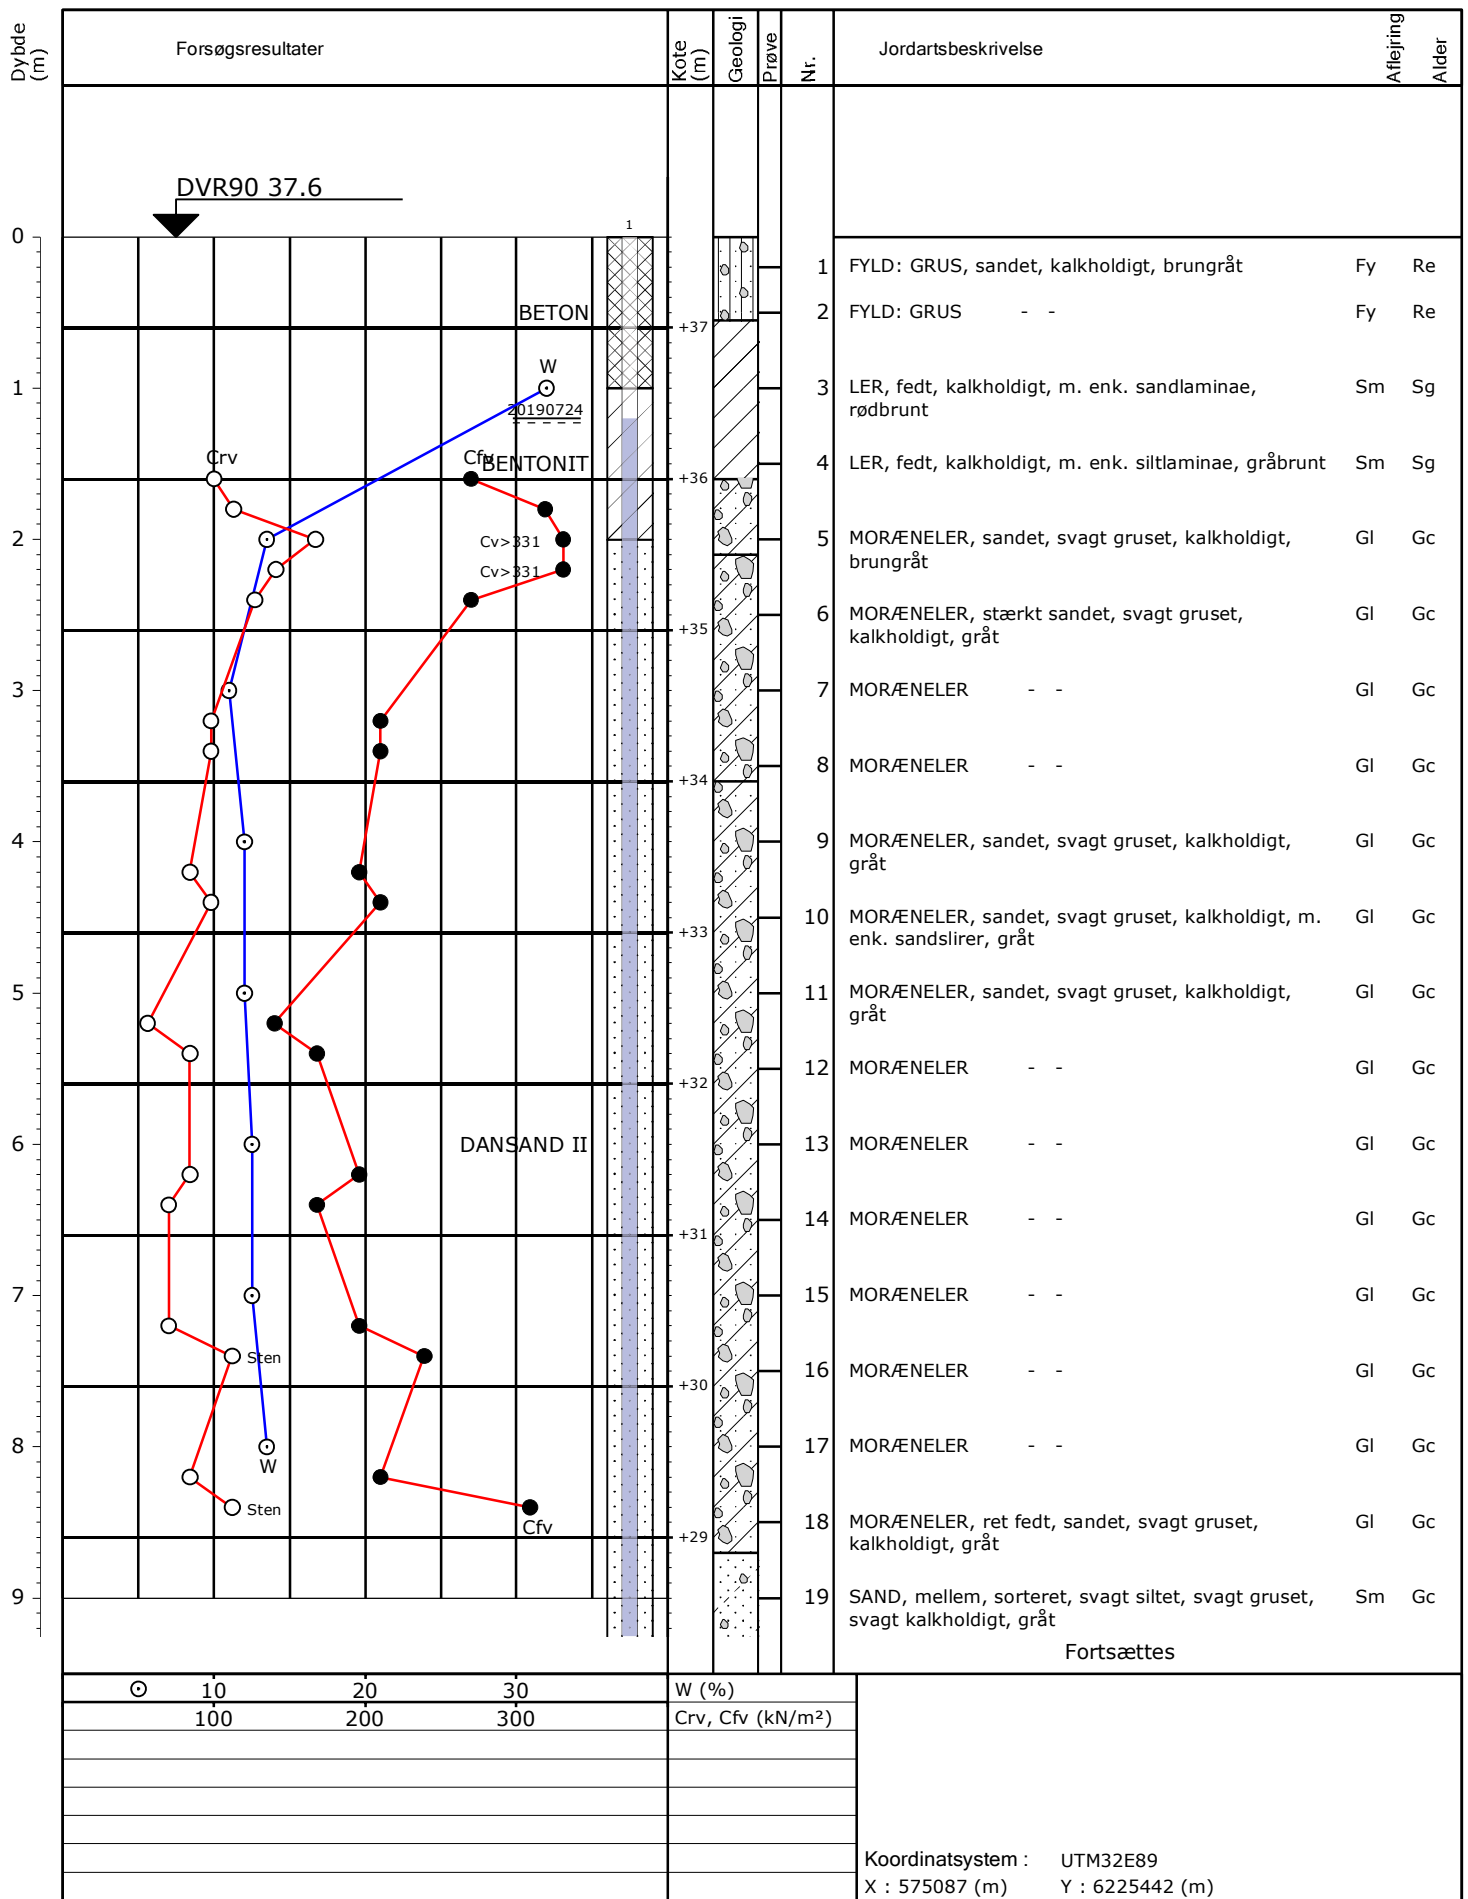 Dybde (m)
Forsøgsresultater
Kote (m)
Geologi
Prøve
Nr.
Jordartsbeskrivelse
Aflejring
Alder
DVR90 37.6
0
1
1 FYLD: GRUS, sandet, kalkholdigt, brungråt Fy Re
BETON
2 FYLD: GRUS - - Fy Re
+37
W
1
3 LER, fedt, kalkholdigt, m. enk. sandlaminae, Sm Sg
rødbrunt
20190724
Crv
Cfv
BENTONIT
4 LER, fedt, kalkholdigt, m. enk. siltlaminae, gråbrunt Sm Sg
+36
2
Cv>331
5 MORÆNELER, sandet, svagt gruset, kalkholdigt, Gl Gc
brungråt
Cv>331
6 MORÆNELER, stærkt sandet, svagt gruset, Gl Gc
kalkholdigt, gråt
+35
3
7 MORÆNELER - - Gl Gc
8 MORÆNELER - - Gl Gc
+34
4
9 MORÆNELER, sandet, svagt gruset, kalkholdigt, Gl Gc
gråt
10 MORÆNELER, sandet, svagt gruset, kalkholdigt, m. Gl Gc
enk. sandslirer, gråt
+33
5
11 MORÆNELER, sandet, svagt gruset, kalkholdigt, Gl Gc
gråt
12 MORÆNELER - - Gl Gc
+32
6
DANSAND II
13 MORÆNELER - - Gl Gc
14 MORÆNELER - - Gl Gc
+31
7
15 MORÆNELER - - Gl Gc
Sten
16 MORÆNELER - - Gl Gc
+30
8
W
17 MORÆNELER - - Gl Gc
Sten
Cfv
18 MORÆNELER, ret fedt, sandet, svagt gruset, Gl Gc
kalkholdigt, gråt
+29
9
19 SAND, mellem, sorteret, svagt siltet, svagt gruset, Sm Gc
svagt kalkholdigt, gråt
Fortsættes
10 20 30 W (%)
100 200 300 Crv, Cfv (kN/m²)
Koordinatsystem : UTM32E89
X : 575087 (m) Y : 6225442 (m)